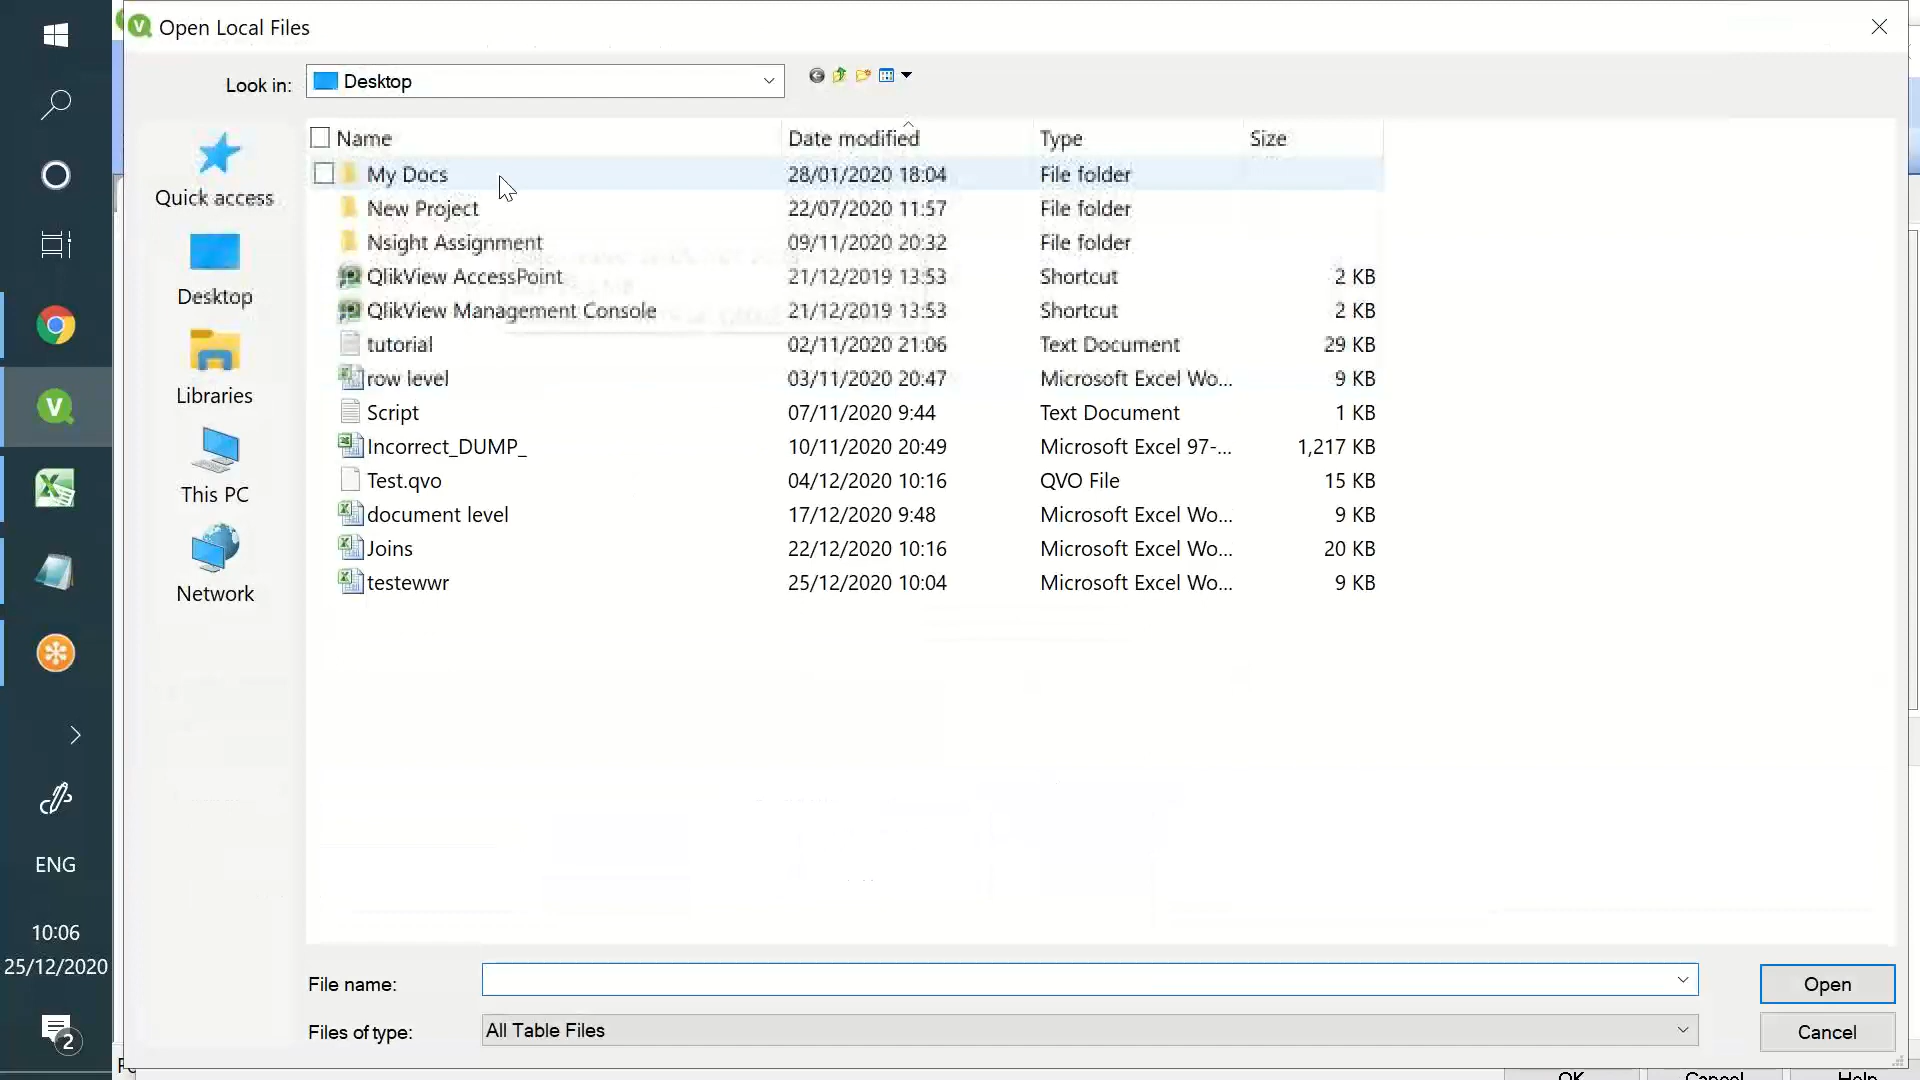 Open Local Files
Look in: Desktop
Name Date modified Type Size
My Docs 28/01/2020 18:04 File folder
New Project 22/07/2020 11:57 File folder
Nsight Assignment 09/11/2020 20:32 File folder
QlikView AccessPoint 21/12/2019 13:53 Shortcut 2 KB
QlikView Management Console 21/12/2019 13:53 Shortcut 2 KB
tutorial 02/11/2020 21:06 Text Document 29 KB
row level 03/11/2020 20:47 Microsoft Excel Wo... 9 KB
Script 07/11/2020 9:44 Text Document 1 KB
Incorrect_DUMP_ 10/11/2020 20:49 Microsoft Excel 97-... 1,217 KB
Test.qvo 04/12/2020 10:16 QVO File 15 KB
document level 17/12/2020 9:48 Microsoft Excel Wo... 9 KB
Joins 22/12/2020 10:16 Microsoft Excel Wo... 20 KB
testewwr 25/12/2020 10:04 Microsoft Excel Wo... 9 KB
Quick access
Desktop
Libraries
This PC
Network
File name:
Open
Files of type: All Table Files
Cancel
OK Cancel Help
ENG
10:06
25/12/2020
2